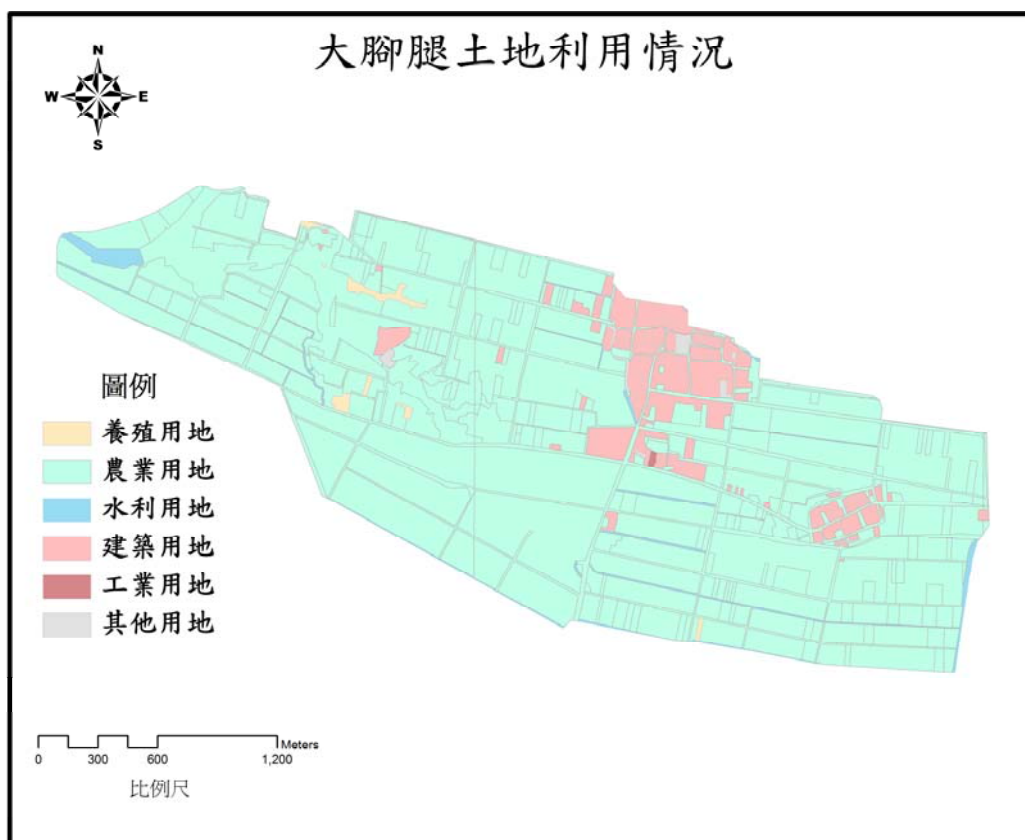 大腳腿土地利用情況
N
W E
S
圖例
養殖用地
農業用地
水利用地
建築用地
工業用地
其他用地
Meters
0 300 600 1,200
比例尺